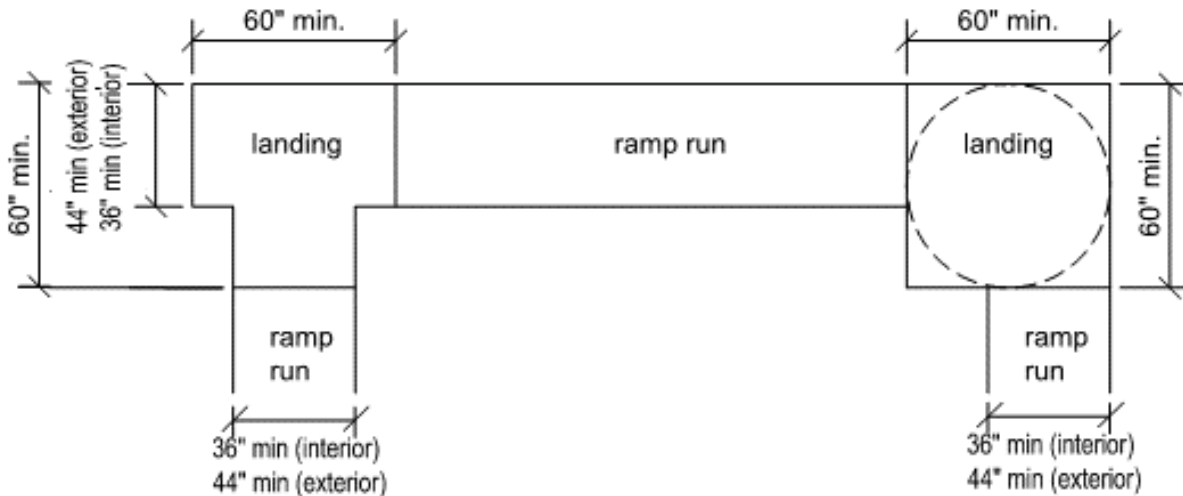 60" min.
60" min.
60" min.
44" min (exterior)
36" min (interior)
landing
ramp run
landing
60" min.
ramp
run
ramp
run
36" min (interior)
44" min (exterior)
36" min (interior)
44" min (exterior)